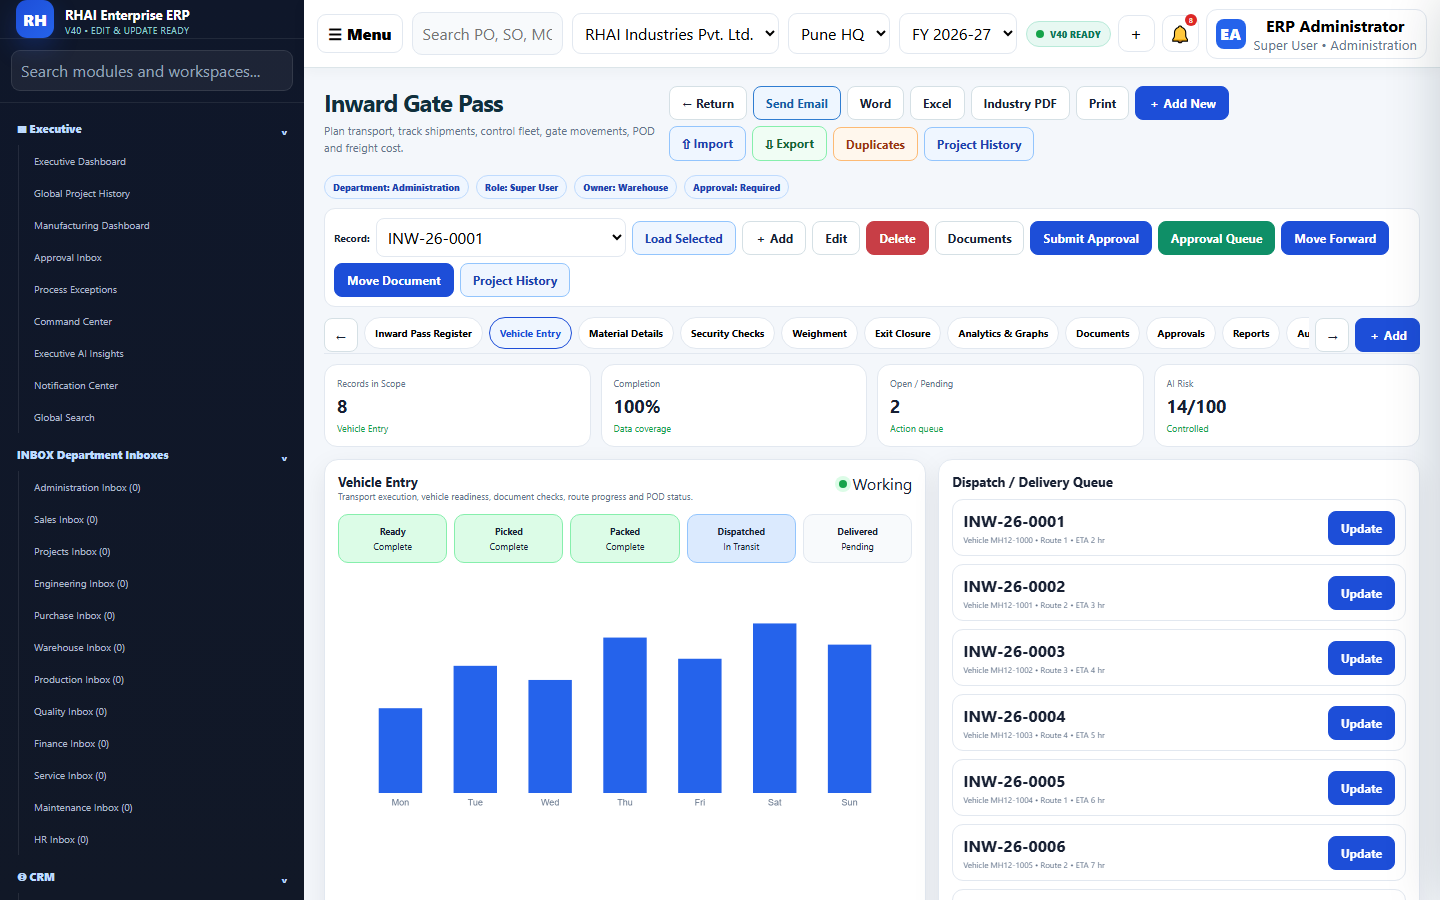 RH
RHAI Enterprise ERP
V40 • EDIT & UPDATE READY
Search modules and workspaces...
Executive
Executive Dashboard
Global Project History
Manufacturing Dashboard
Approval Inbox
Process Exceptions
Command Center
Executive AI Insights
Notification Center
Global Search
INBOX Department Inboxes
Administration Inbox (0)
Sales Inbox (0)
Projects Inbox (0)
Engineering Inbox (0)
Purchase Inbox (0)
Warehouse Inbox (0)
Production Inbox (0)
Quality Inbox (0)
Finance Inbox (0)
Service Inbox (0)
Maintenance Inbox (0)
HR Inbox (0)
CRM
☰ Menu
Search PO, SO, MO
RHAI Industries Pvt. Ltd.
Pune HQ
FY 2026-27
V40 READY
+
8
EA
ERP Administrator
Super User • Administration
Inward Gate Pass
Plan transport, track shipments, control fleet, gate movements, POD
and freight cost.
← Return
Send Email
Word
Excel
Industry PDF
Print
+ Add New
⇧ Import
⇩ Export
Duplicates
Project History
Department: Administration
Role: Super User
Owner: Warehouse
Approval: Required
Record:
INW-26-0001
Load Selected
+ Add
Edit
Delete
Documents
Submit Approval
Approval Queue
Move Forward
Move Document
Project History
←
Inward Pass Register
Vehicle Entry
Material Details
Security Checks
Weighment
Exit Closure
Analytics & Graphs
Documents
Approvals
Reports
Au
→
+ Add
Records in Scope
8
Vehicle Entry
Completion
100%
Data coverage
Open / Pending
2
Action queue
AI Risk
14/100
Controlled
Vehicle Entry
Transport execution, vehicle readiness, document checks, route progress and POD status.
Working
Ready
Complete
Picked
Complete
Packed
Complete
Dispatched
In Transit
Delivered
Pending
Mon
Tue
Wed
Thu
Fri
Sat
Sun
Dispatch / Delivery Queue
INW-26-0001
Vehicle MH12-1000 • Route 1 • ETA 2 hr
Update
INW-26-0002
Vehicle MH12-1001 • Route 2 • ETA 3 hr
Update
INW-26-0003
Vehicle MH12-1002 • Route 3 • ETA 4 hr
Update
INW-26-0004
Vehicle MH12-1003 • Route 4 • ETA 5 hr
Update
INW-26-0005
Vehicle MH12-1004 • Route 1 • ETA 6 hr
Update
INW-26-0006
Vehicle MH12-1005 • Route 2 • ETA 7 hr
Update